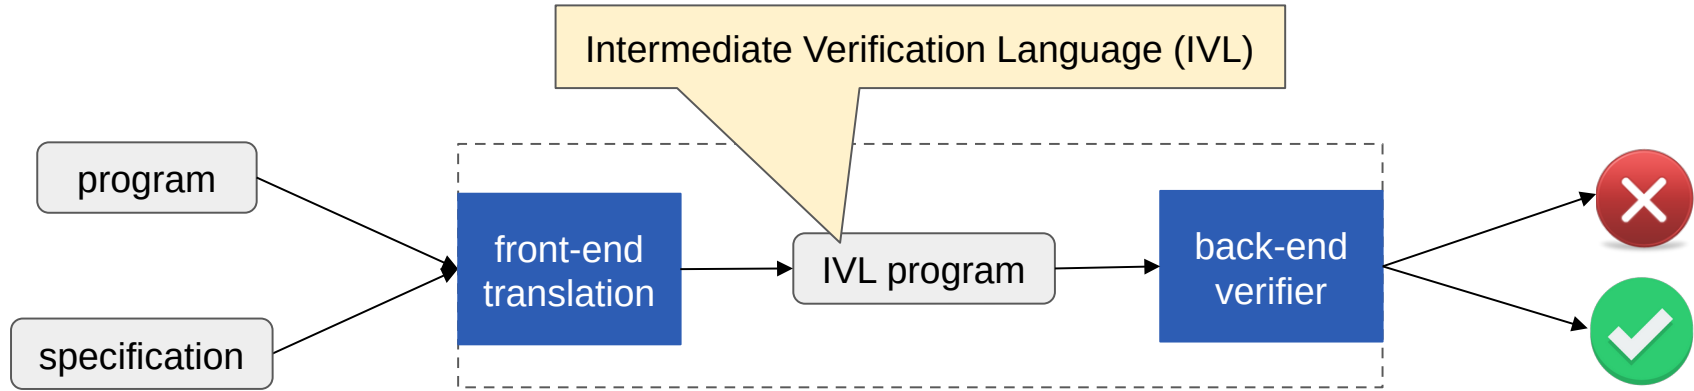 Intermediate Verification Language (IVL)
program
specification
front-end
translation
IVL program
back-end
verifier